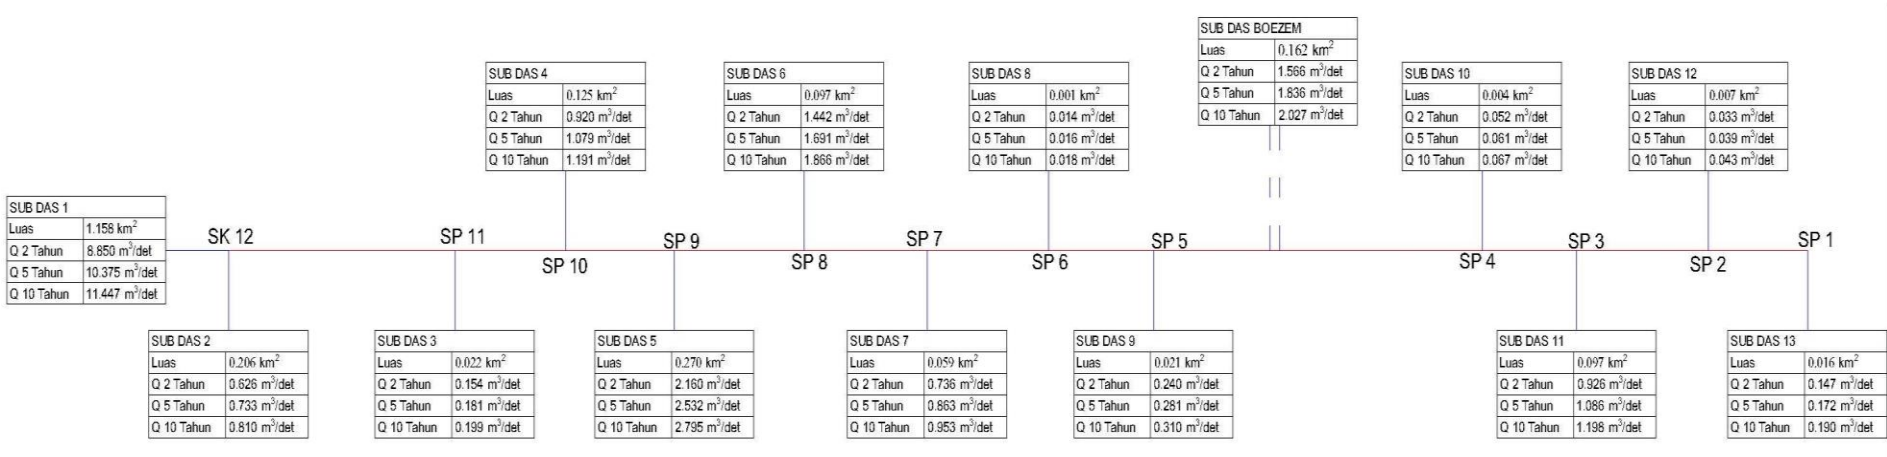 SUB DAS BOEZEM
Luas 0.162 km²
Q 2 Tahun 1.566 m³/det
Q 5 Tahun 1.836 m³/det
Q 10 Tahun 2.027 m³/det
SUB DAS 4
Luas 0.125 km²
Q 2 Tahun 0.920 m³/det
Q 5 Tahun 1.079 m³/det
Q 10 Tahun 1.191 m³/det
SUB DAS 6
Luas 0.097 km²
Q 2 Tahun 1.442 m³/det
Q 5 Tahun 1.691 m³/det
Q 10 Tahun 1.866 m³/det
SUB DAS 8
Luas 0.001 km²
Q 2 Tahun 0.014 m³/det
Q 5 Tahun 0.016 m³/det
Q 10 Tahun 0.018 m³/det
SUB DAS 10
Luas 0.004 km²
Q 2 Tahun 0.052 m³/det
Q 5 Tahun 0.061 m³/det
Q 10 Tahun 0.067 m³/det
SUB DAS 12
Luas 0.007 km²
Q 2 Tahun 0.033 m³/det
Q 5 Tahun 0.039 m³/det
Q 10 Tahun 0.043 m³/det
SUB DAS 1
Luas 1.158 km²
Q 2 Tahun 8.850 m³/det
Q 5 Tahun 10.375 m³/det
Q 10 Tahun 11.447 m³/det
SK 12
SP 11
SP 10
SP 9
SP 8
SP 7
SP 6
SP 5
SP 4
SP 3
SP 2
SP 1
SUB DAS 2
Luas 0.206 km²
Q 2 Tahun 0.626 m³/det
Q 5 Tahun 0.733 m³/det
Q 10 Tahun 0.810 m³/det
SUB DAS 3
Luas 0.022 km²
Q 2 Tahun 0.154 m³/det
Q 5 Tahun 0.181 m³/det
Q 10 Tahun 0.199 m³/det
SUB DAS 5
Luas 0.270 km²
Q 2 Tahun 2.160 m³/det
Q 5 Tahun 2.532 m³/det
Q 10 Tahun 2.795 m³/det
SUB DAS 7
Luas 0.059 km²
Q 2 Tahun 0.736 m³/det
Q 5 Tahun 0.863 m³/det
Q 10 Tahun 0.953 m³/det
SUB DAS 9
Luas 0.021 km²
Q 2 Tahun 0.240 m³/det
Q 5 Tahun 0.281 m³/det
Q 10 Tahun 0.310 m³/det
SUB DAS 11
Luas 0.097 km²
Q 2 Tahun 0.926 m³/det
Q 5 Tahun 1.086 m³/det
Q 10 Tahun 1.198 m³/det
SUB DAS 13
Luas 0.016 km²
Q 2 Tahun 0.147 m³/det
Q 5 Tahun 0.172 m³/det
Q 10 Tahun 0.190 m³/det